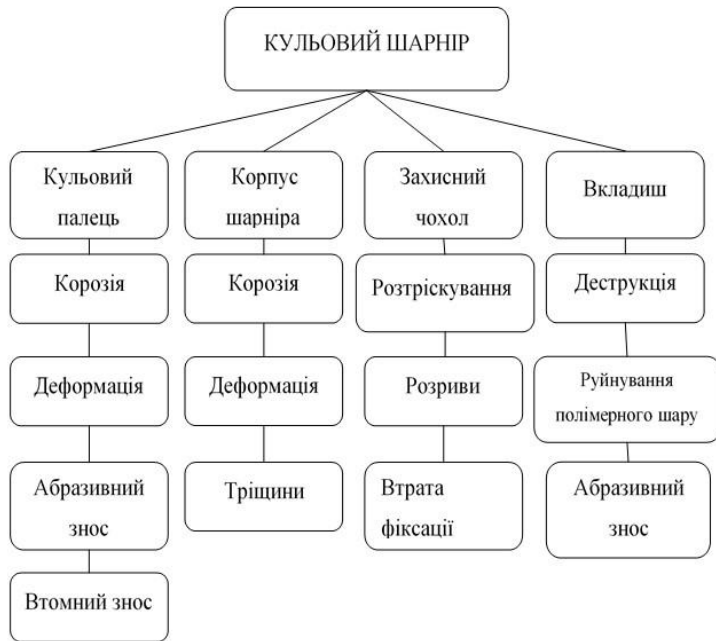 КУЛЬОВИЙ ШАРНІР
Кульовий
палець
Корпус
шарніра
Захисний
чохол
Вкладиш
Корозія
Корозія
Розтріскування
Деструкція
Деформація
Деформація
Розриви
Руйнування
полімерного шару
Абразивний
знос
Тріщини
Втрата
фіксації
Абразивний
знос
Втомний знос